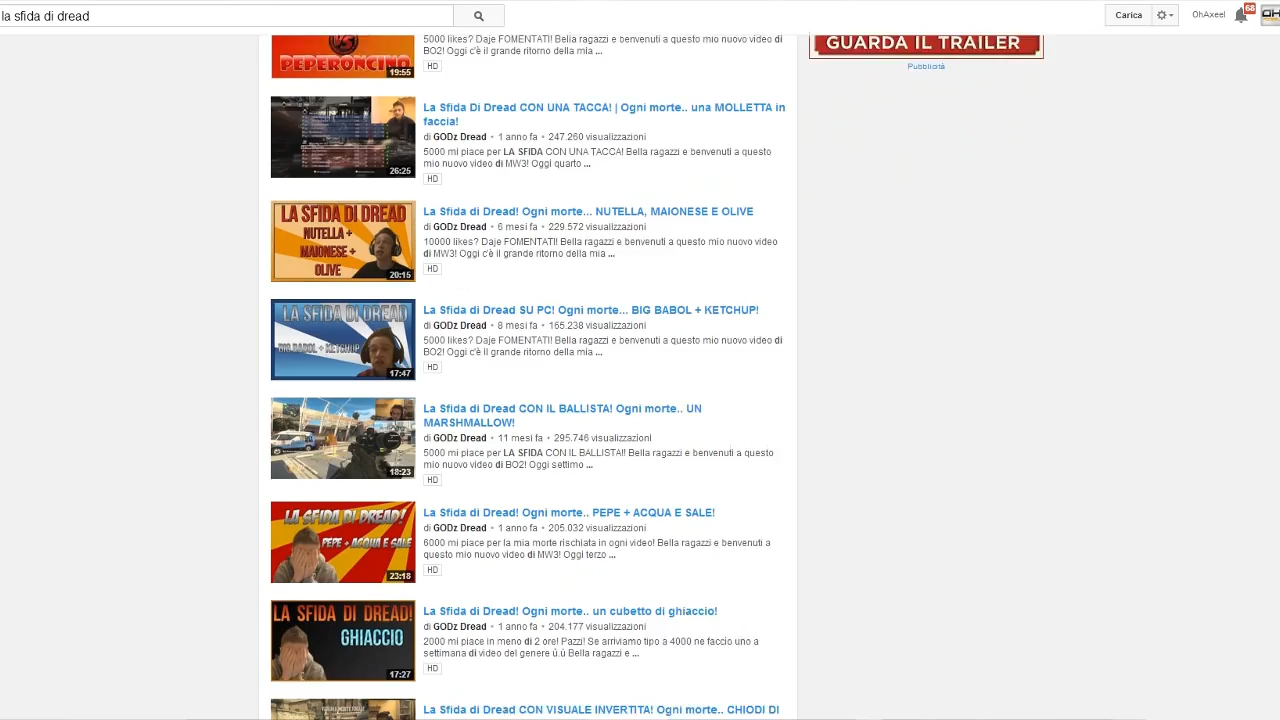 la sfida di dread
Carica
OhAxeel
68
5000 likes? Daje FOMENTATI! Bella ragazzi e benvenuti a questo mio nuovo video di
BO2! Oggi c'è il grande ritorno della mia ...
HD
VS
PEPERONCINO
19:55
GUARDA IL TRAILER
Pubblicità
La Sfida Di Dread CON UNA TACCA! | Ogni morte.. una MOLLETTA in
faccia!
di GODz Dread • 1 anno fa • 247.260 visualizzazioni
5000 mi piace per LA SFIDA CON UNA TACCA! Bella ragazzi e benvenuti a questo
mio nuovo video di MW3! Oggi quarto ...
HD
26:25
La Sfida di Dread! Ogni morte... NUTELLA, MAIONESE E OLIVE
di GODz Dread • 6 mesi fa • 229.572 visualizzazioni
10000 likes? Daje FOMENTATI! Bella ragazzi e benvenuti a questo mio nuovo video
di MW3! Oggi c'è il grande ritorno della mia ...
HD
LA SFIDA DI DREAD
NUTELLA +
MAIONESE +
OLIVE
20:15
La Sfida di Dread SU PC! Ogni morte... BIG BABOL + KETCHUP!
di GODz Dread • 8 mesi fa • 165.238 visualizzazioni
5000 likes? Daje FOMENTATI! Bella ragazzi e benvenuti a questo mio nuovo video di
BO2! Oggi c'è il grande ritorno della mia ...
HD
LA SFIDA DI DREAD
BIG BABOL + KETCHUP
17:47
La Sfida di Dread CON IL BALLISTA! Ogni morte.. UN
MARSHMALLOW!
di GODz Dread • 11 mesi fa • 295.746 visualizzazioni
5000 mi piace per LA SFIDA CON IL BALLISTA!! Bella ragazzi e benvenuti a questo
mio nuovo video di BO2! Oggi settimo ...
HD
18:23
La Sfida di Dread! Ogni morte.. PEPE + ACQUA E SALE!
di GODz Dread • 1 anno fa • 205.032 visualizzazioni
6000 mi piace per la mia morte rischiata in ogni video! Bella ragazzi e benvenuti a
questo mio nuovo video di MW3! Oggi terzo ...
HD
LA SFIDA DI DREAD!
PEPE + ACQUA E SALE
23:18
La Sfida di Dread! Ogni morte.. un cubetto di ghiaccio!
di GODz Dread • 1 anno fa • 204.177 visualizzazioni
2000 mi piace in meno di 2 ore! Pazzi! Se arriviamo tipo a 4000 ne faccio uno a
settimana di video del genere ù.ù Bella ragazzi e ...
HD
LA SFIDA DI DREAD!
GHIACCIO
17:27
La Sfida di Dread CON VISUALE INVERTITA! Ogni morte.. CHIODI DI